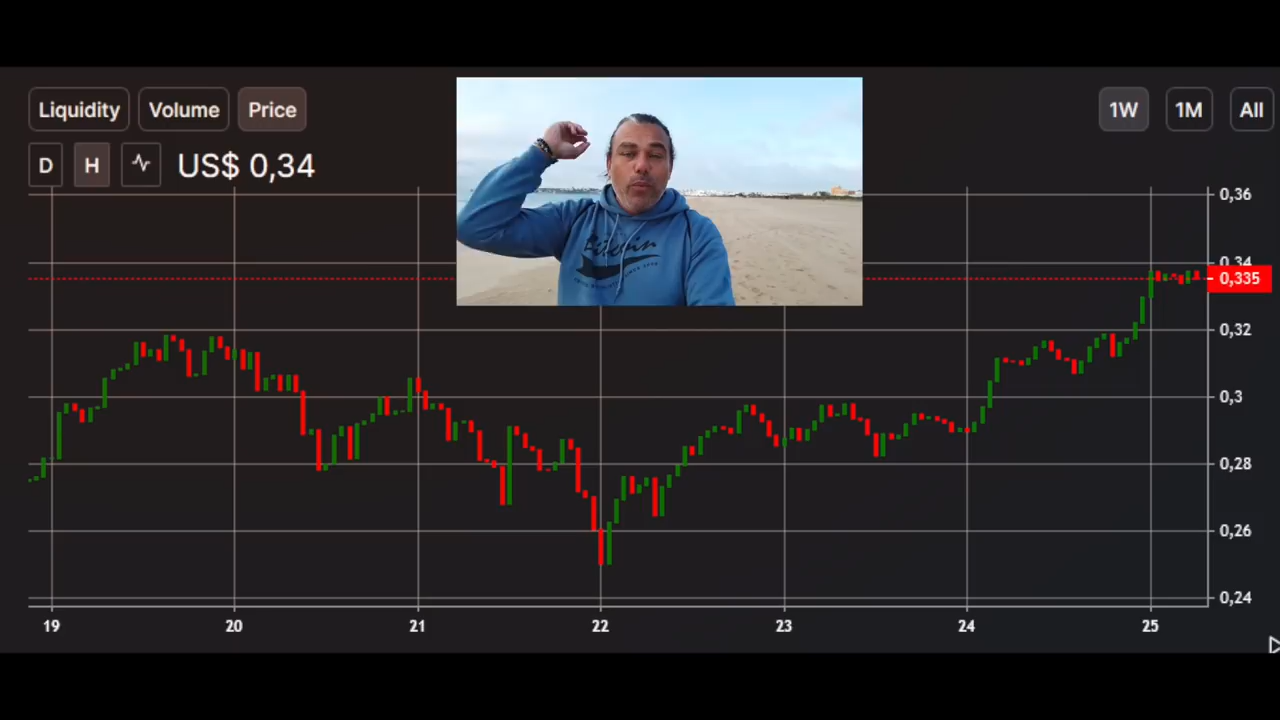 Liquidity Volume Price 1W 1M All
D H US$ 0,34
0,36
0,34
0,335
0,32
0,3
0,28
0,26
0,24
19 20 21 22 23 24 25
Bitcoin